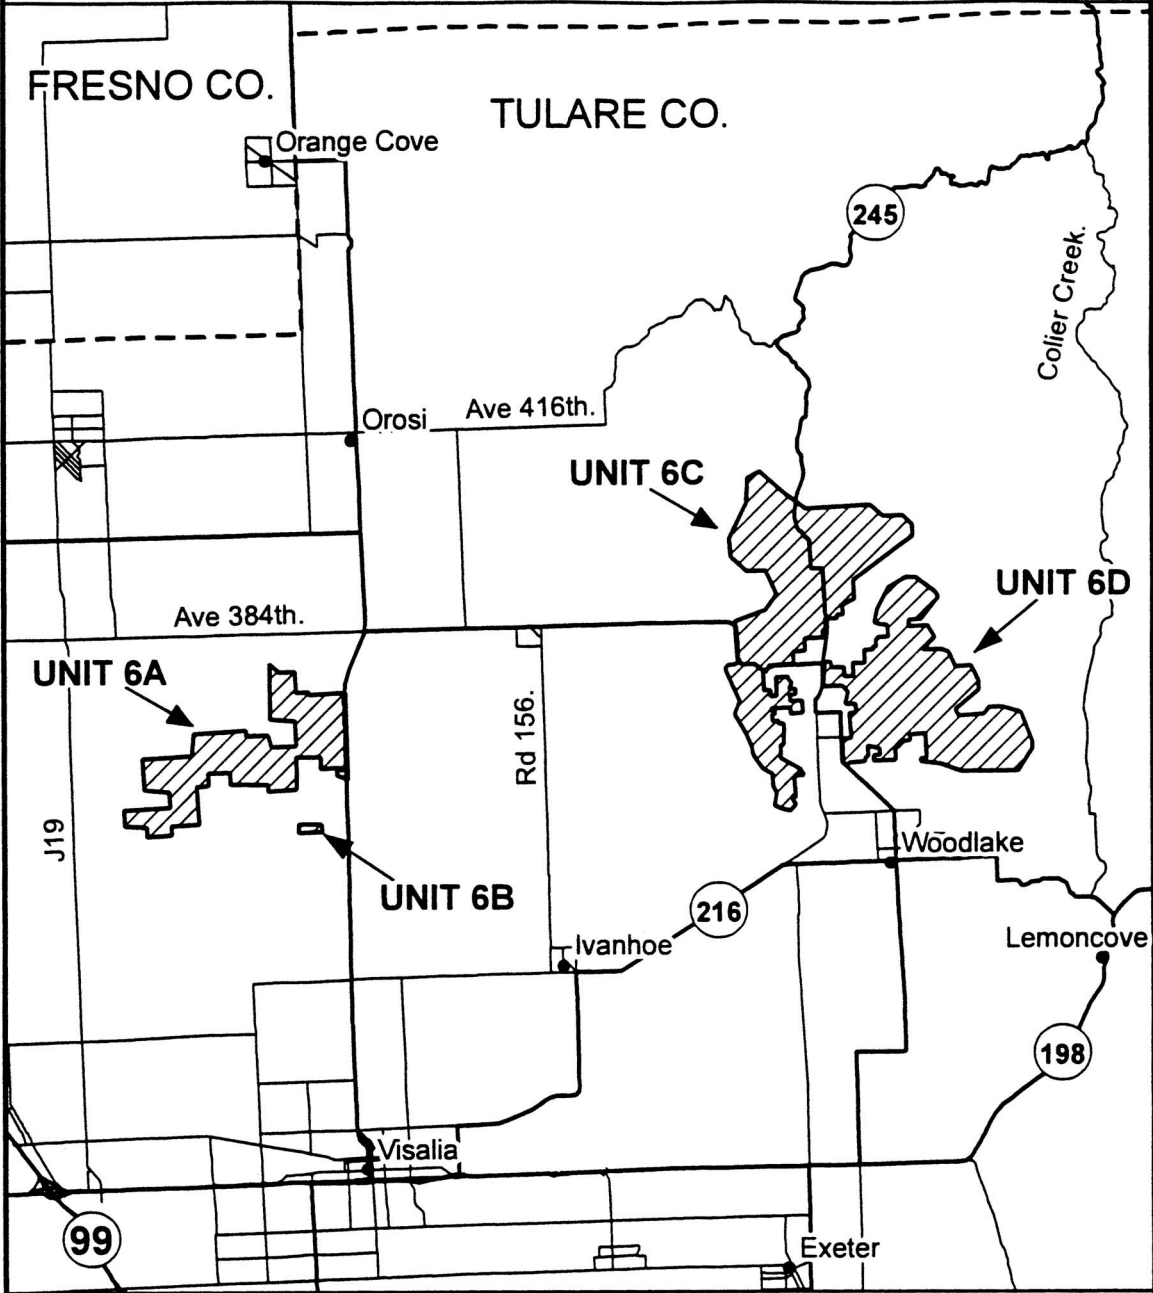 FRESNO CO.
TULARE CO.
Orange Cove
245
Colier Creek.
Ave 416th.
Orosi
UNIT 6C
UNIT 6D
Ave 384th.
UNIT 6A
Rd 156.
J19
Woodlake
UNIT 6B
216
Ivanhoe
Lemoncove
198
Visalia
99
Exeter